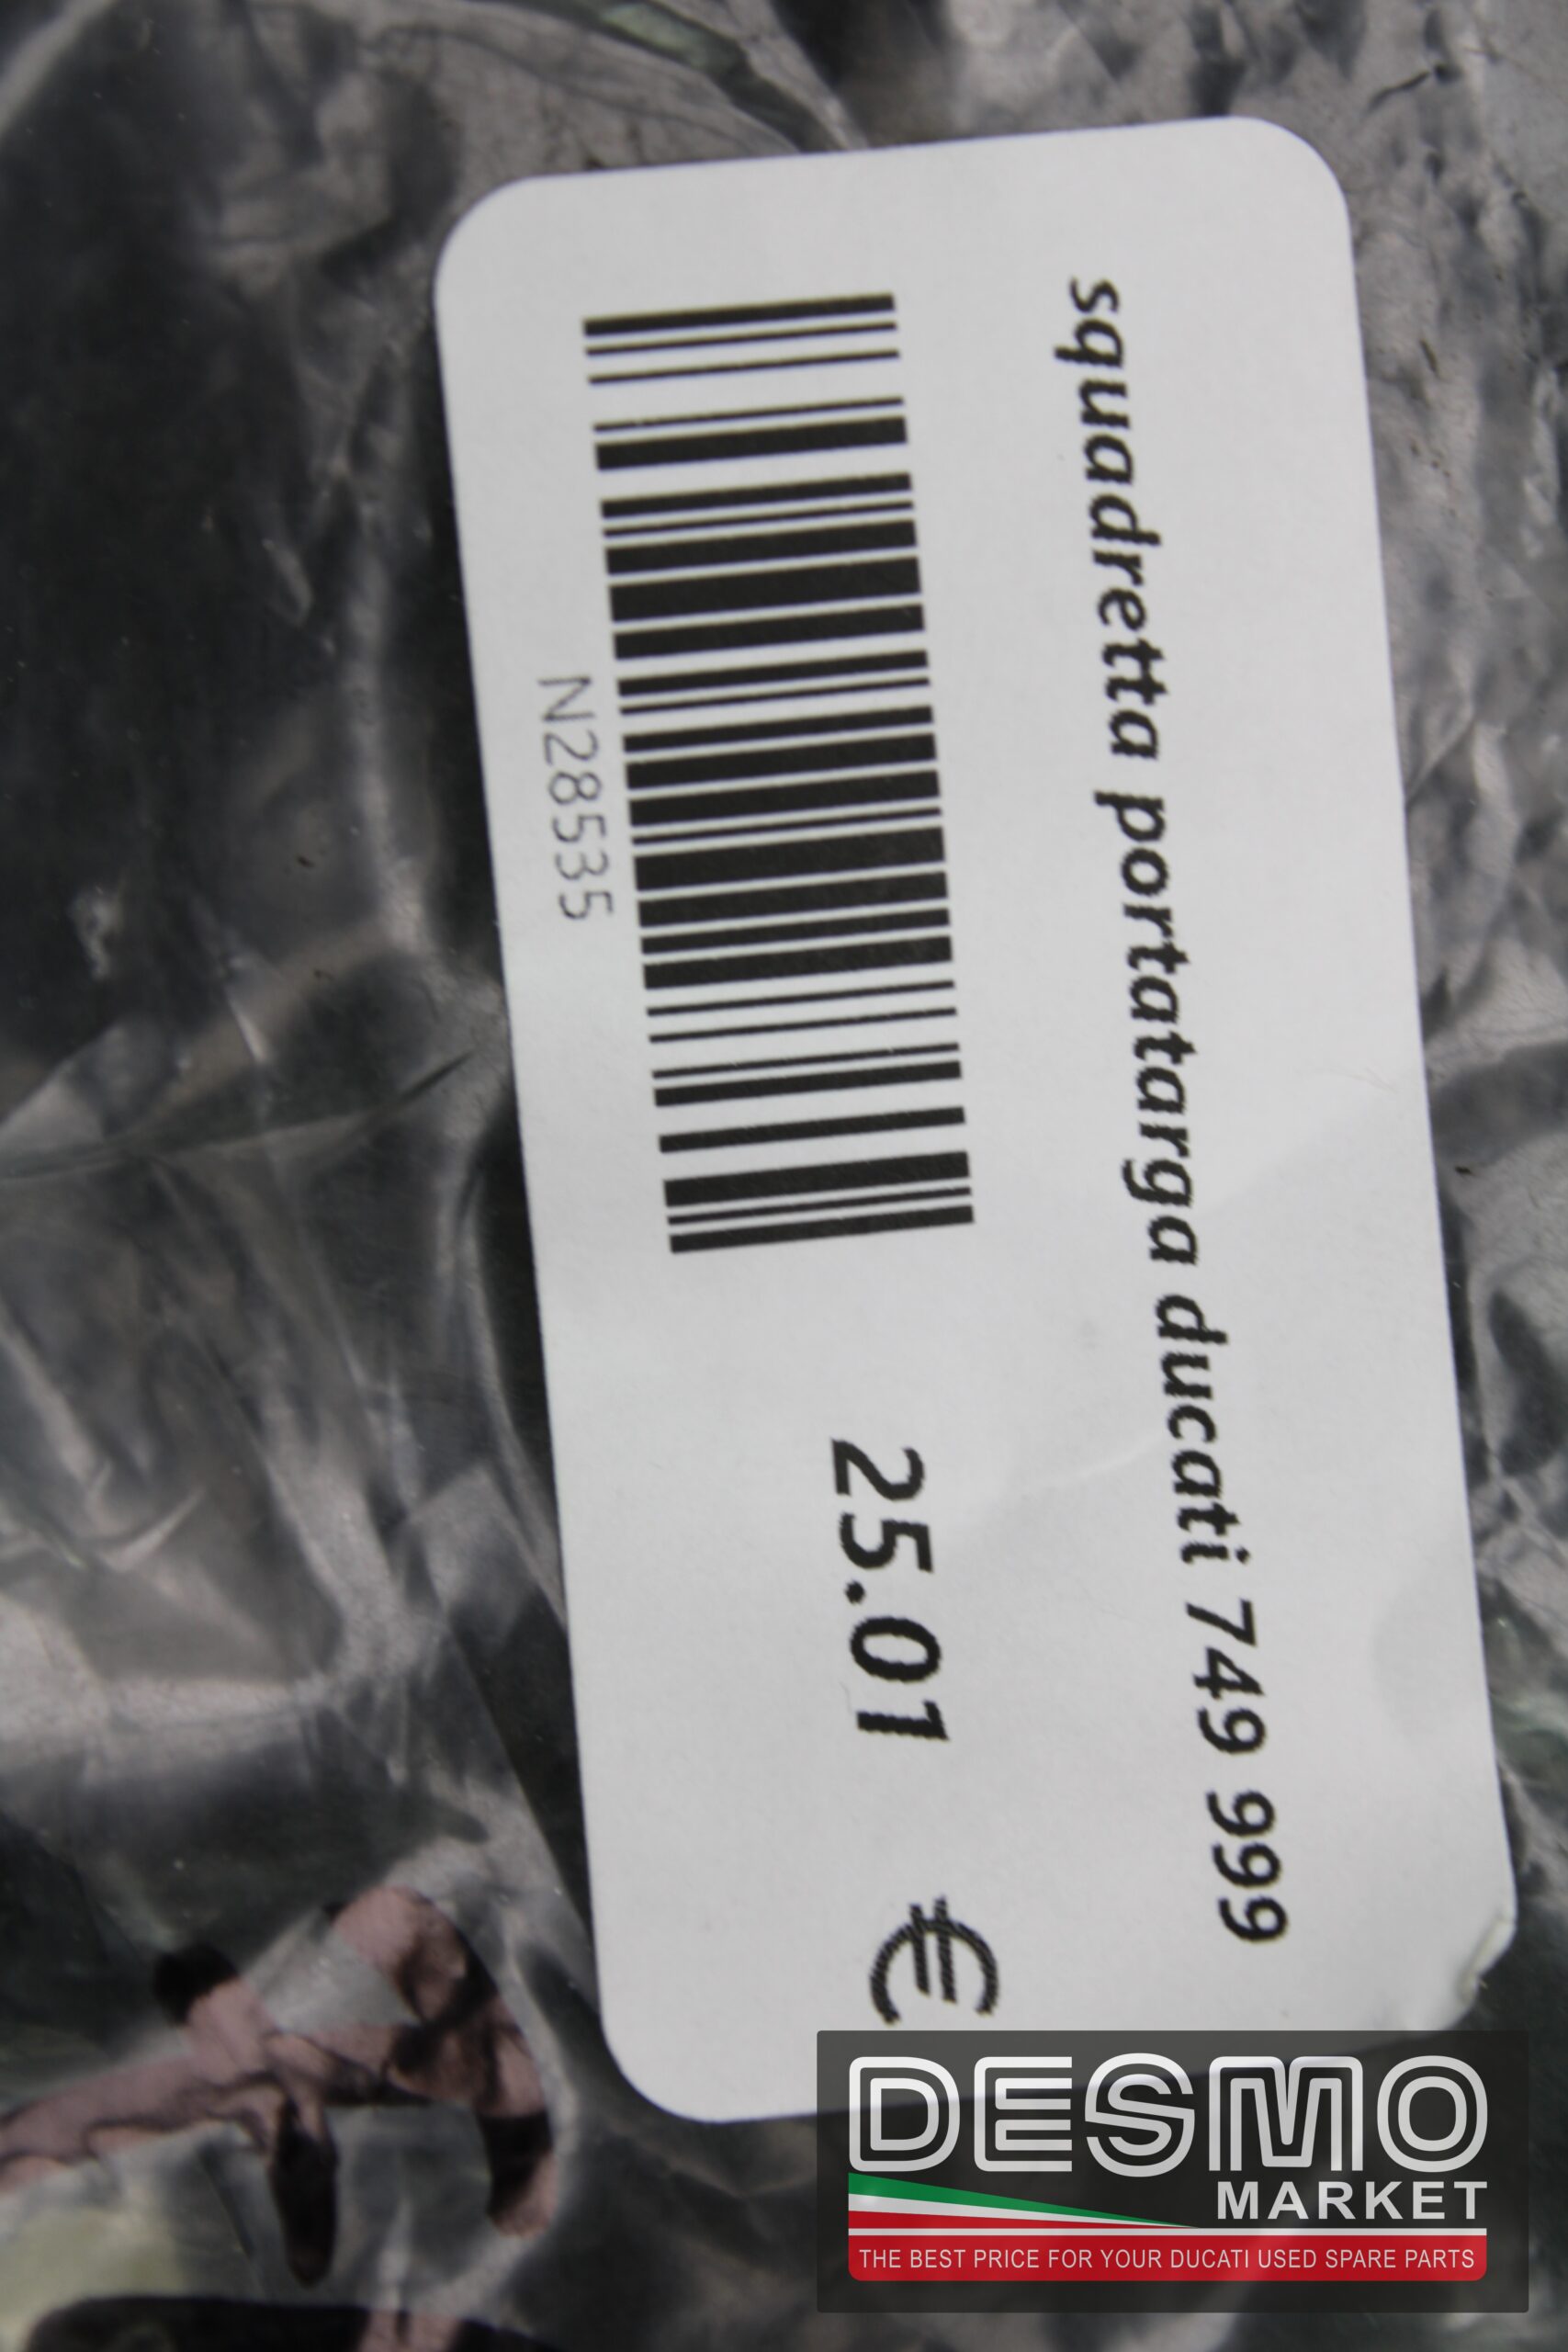 squadretta portatarga ducati 749 999
N28535
25.01 €
DESMO
MARKET
THE BEST PRICE FOR YOUR DUCATI USED SPARE PARTS